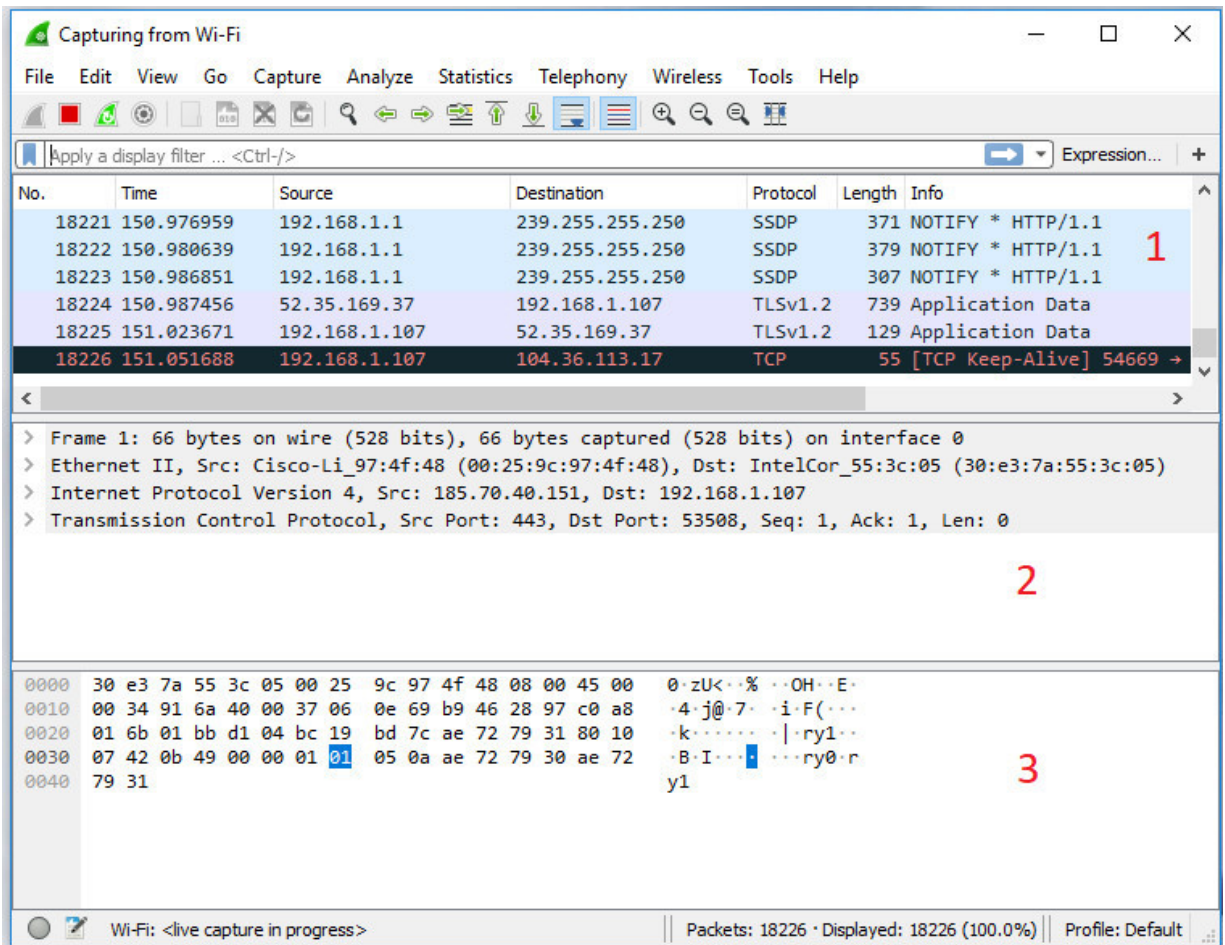 Capturing from Wi-Fi
File Edit View Go Capture Analyze Statistics Telephony Wireless Tools Help
Apply a display filter ... <Ctrl-/> Expression... +
No. Time Source Destination Protocol Length Info
18221 150.976959 192.168.1.1 239.255.255.250 SSDP 371 NOTIFY * HTTP/1.1
18222 150.980639 192.168.1.1 239.255.255.250 SSDP 379 NOTIFY * HTTP/1.1
1
18223 150.986851 192.168.1.1 239.255.255.250 SSDP 307 NOTIFY * HTTP/1.1
18224 150.987456 52.35.169.37 192.168.1.107 TLSv1.2 739 Application Data
18225 151.023671 192.168.1.107 52.35.169.37 TLSv1.2 129 Application Data
18226 151.051688 192.168.1.107 104.36.113.17 TCP 55 [TCP Keep-Alive] 54669 →
> Frame 1: 66 bytes on wire (528 bits), 66 bytes captured (528 bits) on interface 0
> Ethernet II, Src: Cisco-Li_97:4f:48 (00:25:9c:97:4f:48), Dst: IntelCor_55:3c:05 (30:e3:7a:55:3c:05)
> Internet Protocol Version 4, Src: 185.70.40.151, Dst: 192.168.1.107
> Transmission Control Protocol, Src Port: 443, Dst Port: 53508, Seq: 1, Ack: 1, Len: 0
2
0000 30 e3 7a 55 3c 05 00 25 9c 97 4f 48 08 00 45 00 0·zU<··% ··OH··E·
0010 00 34 91 6a 40 00 37 06 0e 69 b9 46 28 97 c0 a8 ·4·j@·7· ·i·F(···
0020 01 6b 01 bb d1 04 bc 19 bd 7c ae 72 79 31 80 10 ·k······ ·|·ry1··
0030 07 42 0b 49 00 00 01 01 05 0a ae 72 79 30 ae 72 ·B·I···· ···ry0·r
0040 79 31 y1
3
Wi-Fi: <live capture in progress> Packets: 18226 · Displayed: 18226 (100.0%) Profile: Default